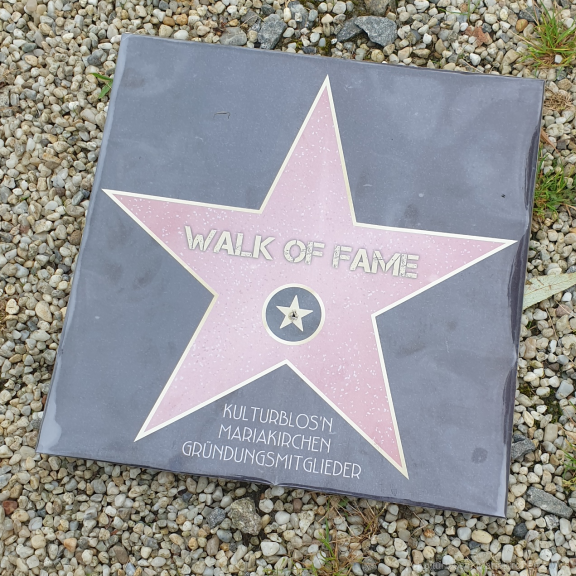 WALK OF FAME
KULTURBLOS'N
MARIAKIRCHEN
GRÜNDUNGSMITGLIEDER